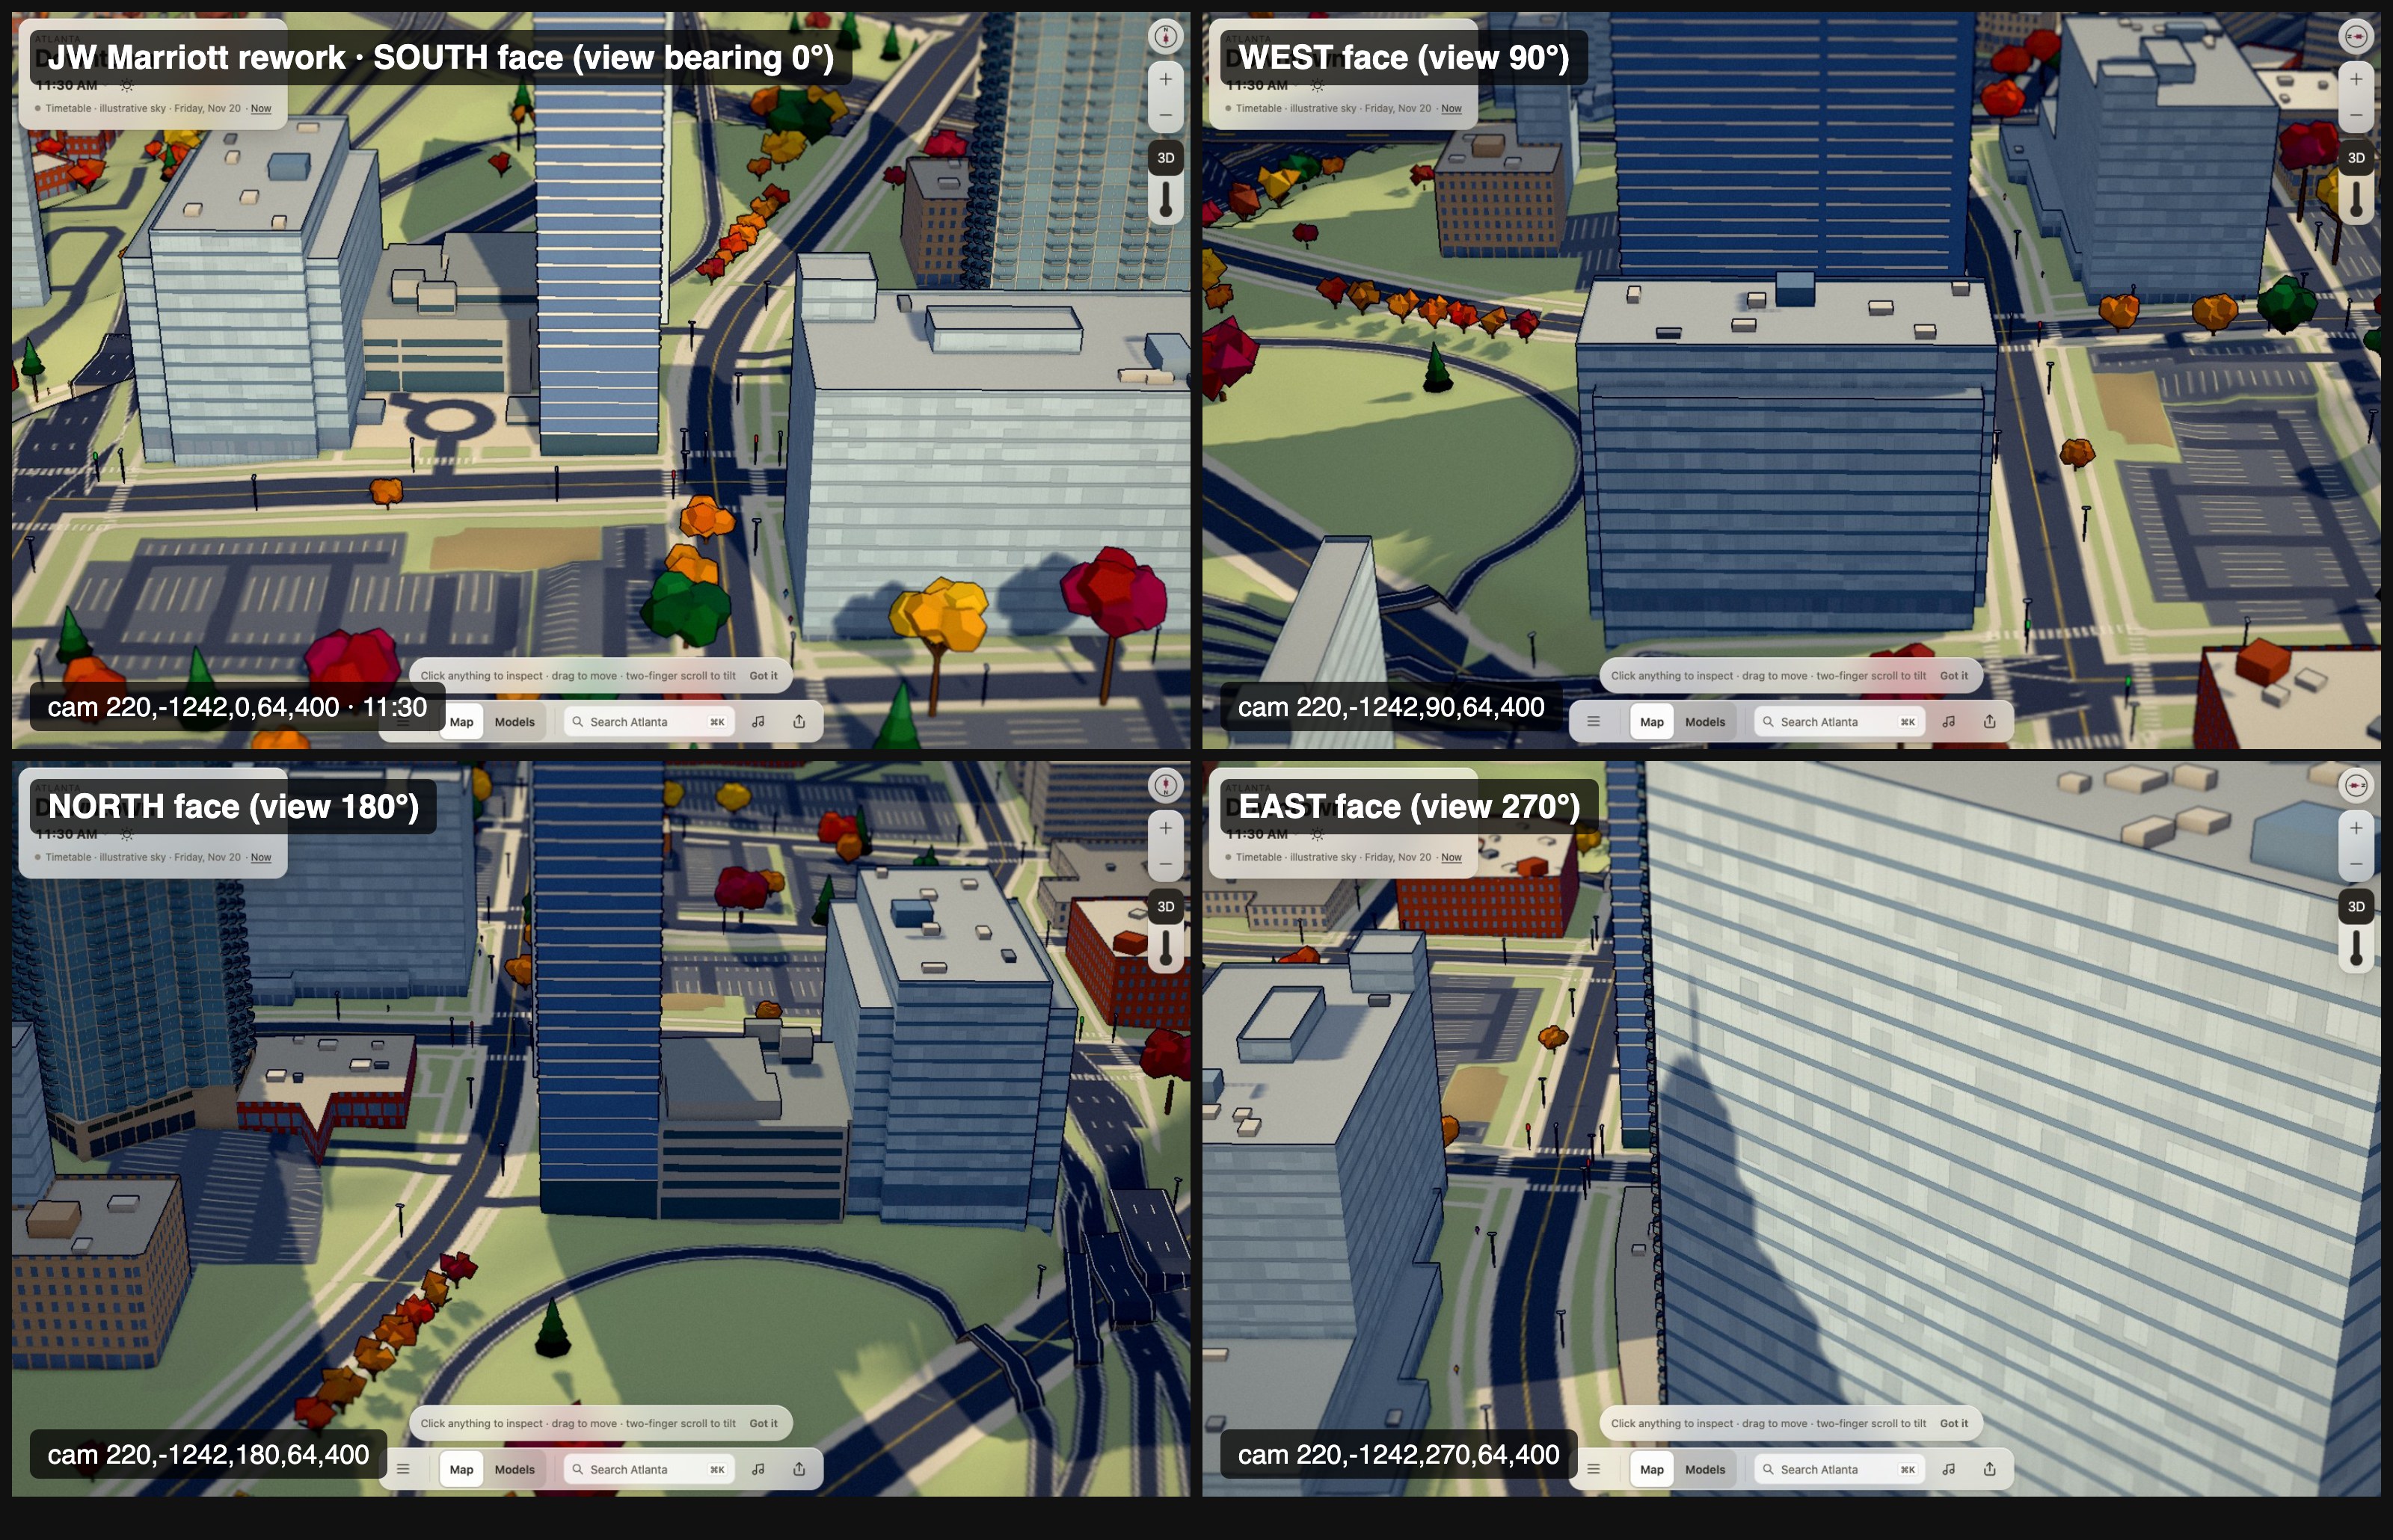 ATLANTA
JW Marriott rework · SOUTH face (view bearing 0°)
11:30 AM
Timetable · illustrative sky · Friday, Nov 20 · Now
N
+
−
3D
Click anything to inspect · drag to move · two-finger scroll to tilt Got it
cam 220,-1242,0,64,400 · 11:30
Map Models Search Atlanta ⌘K
ATLANTA
WEST face (view 90°)
11:30 AM
Timetable · illustrative sky · Friday, Nov 20 · Now
N
+
−
3D
Click anything to inspect · drag to move · two-finger scroll to tilt Got it
cam 220,-1242,90,64,400
Map Models Search Atlanta ⌘K
ATLANTA
NORTH face (view 180°)
11:30 AM
Timetable · illustrative sky · Friday, Nov 20 · Now
N
+
−
3D
Click anything to inspect · drag to move · two-finger scroll to tilt Got it
cam 220,-1242,180,64,400
Map Models Search Atlanta ⌘K
ATLANTA
EAST face (view 270°)
11:30 AM
Timetable · illustrative sky · Friday, Nov 20 · Now
N
+
−
3D
Click anything to inspect · drag to move · two-finger scroll to tilt Got it
cam 220,-1242,270,64,400
Map Models Search Atlanta ⌘K